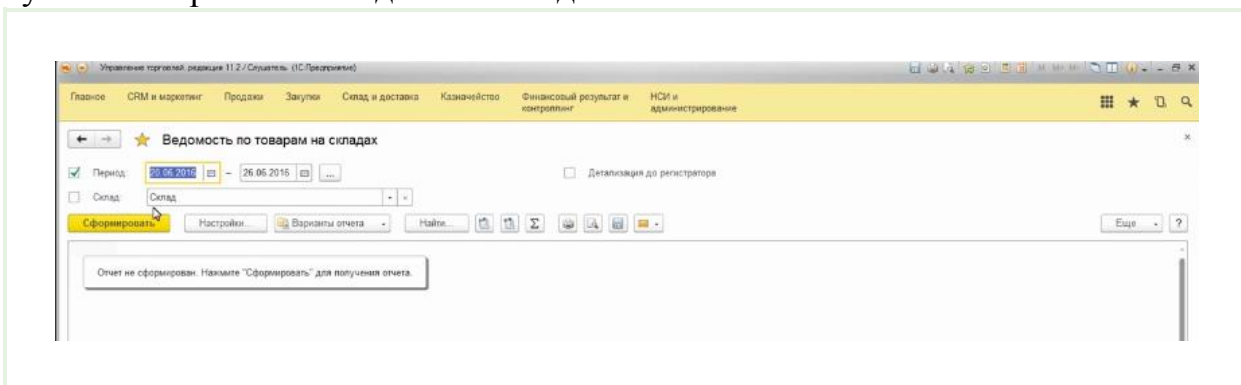 Управление торговлей, редакция 11.2 / Слушатель (1С:Предприятие)
Главное CRM и маркетинг Продажи Закупки Склад и доставка Казначейство Финансовый результат и контроллинг НСИ и администрирование
Ведомость по товарам на складах
Период: 20.06.2016 – 26.06.2016 ... Детализация до регистратора
Склад: Склад
Сформировать Настройки... Варианты отчета Найти... Σ Еще ?
Отчет не сформирован. Нажмите "Сформировать" для получения отчета.